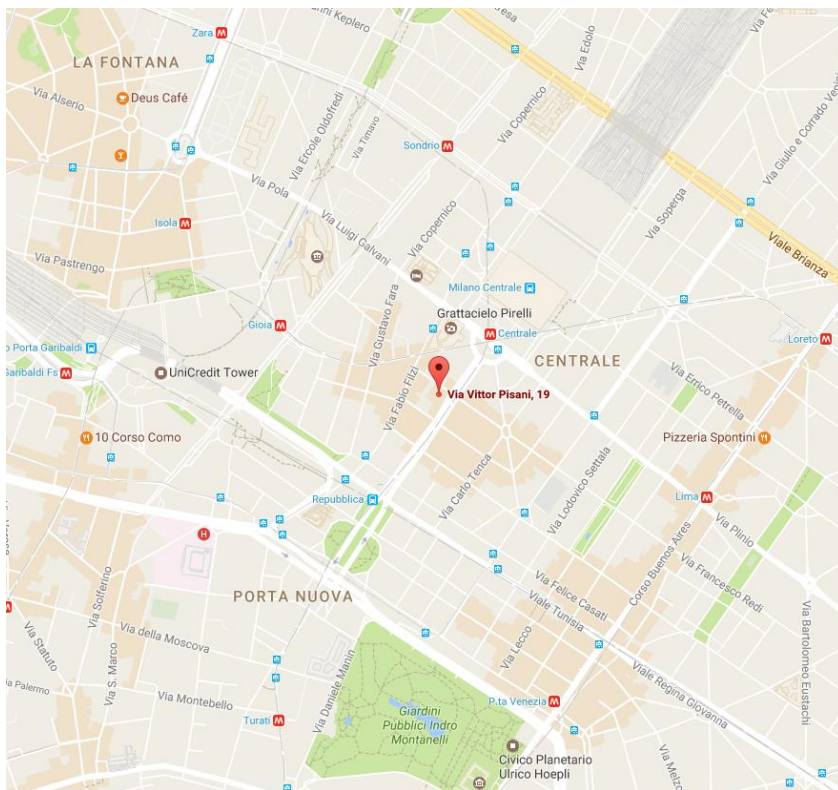 Zara
LA FONTANA
Via Edolo
Via Alserio
Deus Café
Via Ercole Oldofredi
Via Timavo
Sondrio
Via Copernico
Via Giulio e Corrado
Via Pola
Via Soperga
Isola
Via Luigi Galvani
Via Copernico
Viale Brianza
Via Pastrengo
Milano Centrale
Via Gustavo Fara
Grattacielo Pirelli
Gioia
Centrale
Loreto
o Porta Garibaldi
Garibaldi Fs
UniCredit Tower
CENTRALE
Via Vittor Pisani, 19
Via Errico Petrella
Via Fabio Filzi
10 Corso Como
Pizzeria Spontini
Via Carlo Tenca
Via Lodovico Settala
Repubblica
Lima
Via Plinio
Corso Buenos Aires
Via Francesco Redi
Via Felice Casati
PORTA NUOVA
Via Solferino
Viale Tunisia
Via Statuto
Via della Moscova
Via S. Marco
Via Lecco
Via Bartolomeo Eustachi
Viale Regina Giovanna
Via Daniele Manin
ia Palermo
Via Montebello
Turati
P.ta Venezia
Giardini
Pubblici Indro
Montanelli
Civico Planetario
Ulrico Hoepli
Via Melzo
H